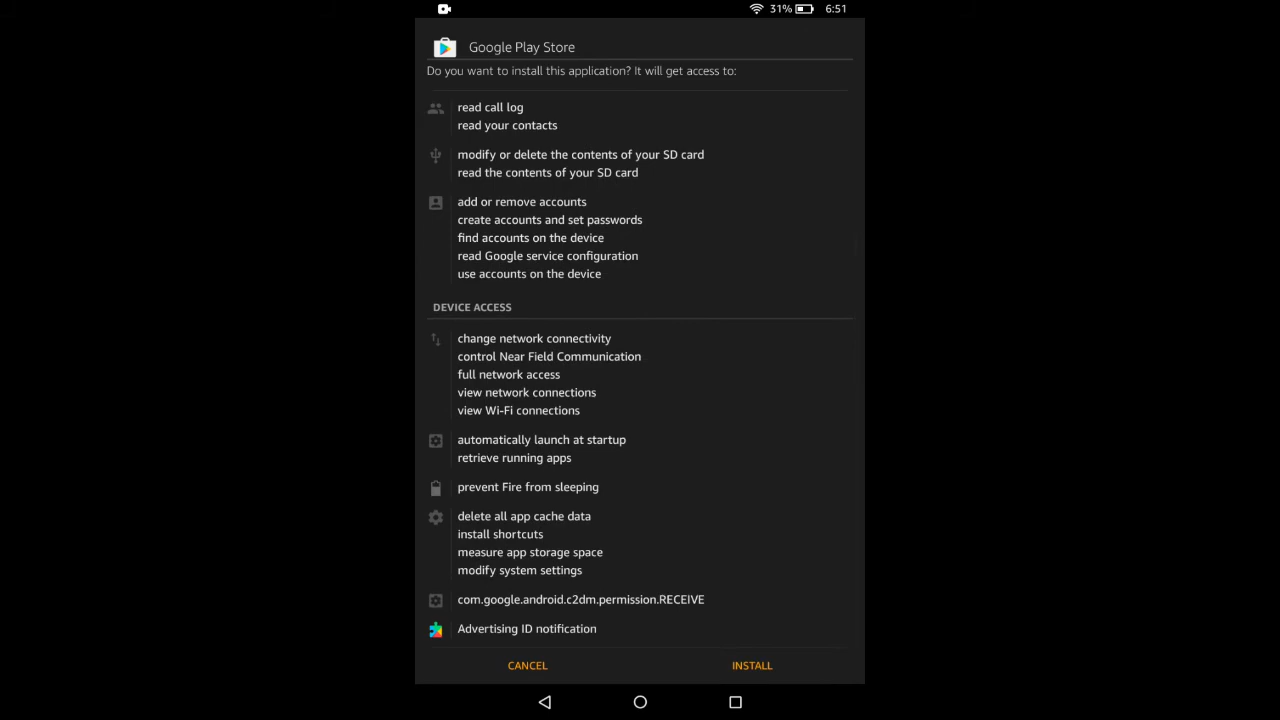 31% 6:51
Google Play Store
Do you want to install this application? It will get access to:
read call log
read your contacts
modify or delete the contents of your SD card
read the contents of your SD card
add or remove accounts
create accounts and set passwords
find accounts on the device
read Google service configuration
use accounts on the device
DEVICE ACCESS
change network connectivity
control Near Field Communication
full network access
view network connections
view Wi-Fi connections
automatically launch at startup
retrieve running apps
prevent Fire from sleeping
delete all app cache data
install shortcuts
measure app storage space
modify system settings
com.google.android.c2dm.permission.RECEIVE
Advertising ID notification
CANCEL INSTALL